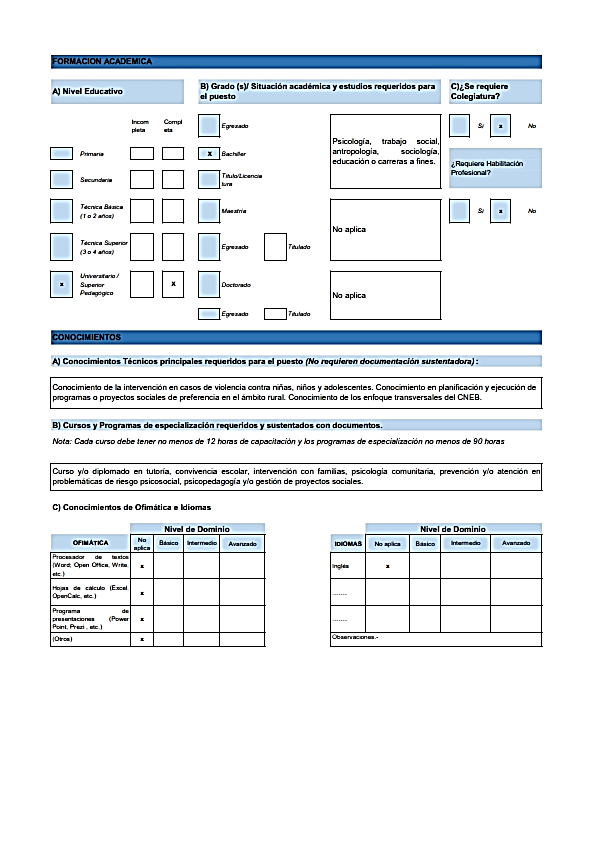 FORMACION ACADEMICA
A) Nivel Educativo
B) Grado (s)/ Situación académica y estudios requeridos para
el puesto
C)¿Se requiere
Colegiatura?
Incom
pleta
Compl
eta
Egresado
Psicología, trabajo social,
antropología, sociología,
educación o carreras a fines.
Sí
x
No
Primaria
x
Bachiller
¿Requiere Habilitación
Profesional?
Secundaria
Título/Licencia
tura
Técnica Básica
(1 o 2 años)
Maestría
No aplica
Sí
x
No
Técnica Superior
(3 o 4 años)
Egresado
Titulado
x
Universitario /
Superior
Pedagógico
X
Doctorado
No aplica
Egresado
Titulado
CONOCIMIENTOS
A) Conocimientos Técnicos principales requeridos para el puesto (No requieren documentación sustentadora) :
Conocimiento de la intervención en casos de violencia contra niñas, niños y adolescentes. Conocimiento en planificación y ejecución de
programas o proyectos sociales de preferencia en el ámbito rural. Conocimiento de los enfoque transversales del CNEB.
B) Cursos y Programas de especialización requeridos y sustentados con documentos.
Nota: Cada curso debe tener no menos de 12 horas de capacitación y los programas de especialización no menos de 90 horas
Curso y/o diplomado en tutoría, convivencia escolar, intervención con familias, psicología comunitaria, prevención y/o atención en
problemáticas de riesgo psicosocial, psicopedagogía y/o gestión de proyectos sociales.
C) Conocimientos de Ofimática e Idiomas
Nivel de Dominio
OFIMÁTICA
No
aplica
Básico
Intermedio
Avanzado
Procesador de textos
(Word; Open Office, Write,
etc.)
x
Hojas de cálculo (Excel,
OpenCalc, etc.)
x
Programa de
presentaciones (Power
Point, Prezi , etc.)
x
(Otros)
x
Nivel de Dominio
IDIOMAS
No aplica
Básico
Intermedio
Avanzado
Inglés
x
........
........
Observaciones.-